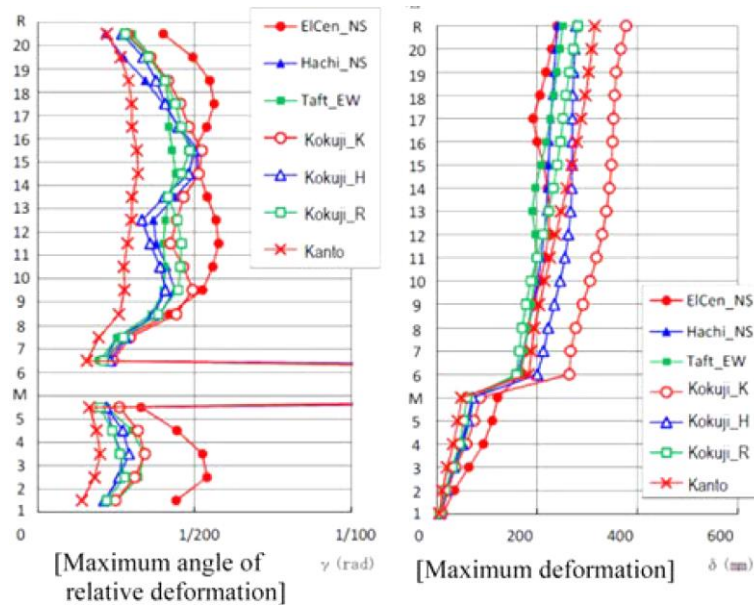 R
20
19
18
17
16
15
14
13
12
11
10
9
8
7
6
M
5
4
3
2
1
0
1/200
1/100
γ (rad)
ElCen_NS
Hachi_NS
Taft_EW
Kokuji_K
Kokuji_H
Kokuji_R
Kanto
[Maximum angle of
relative deformation]
R
20
19
18
17
16
15
14
13
12
11
10
9
8
7
6
M
5
4
3
2
1
0
200
400
600
δ (mm)
ElCen_NS
Hachi_NS
Taft_EW
Kokuji_K
Kokuji_H
Kokuji_R
Kanto
[Maximum deformation]